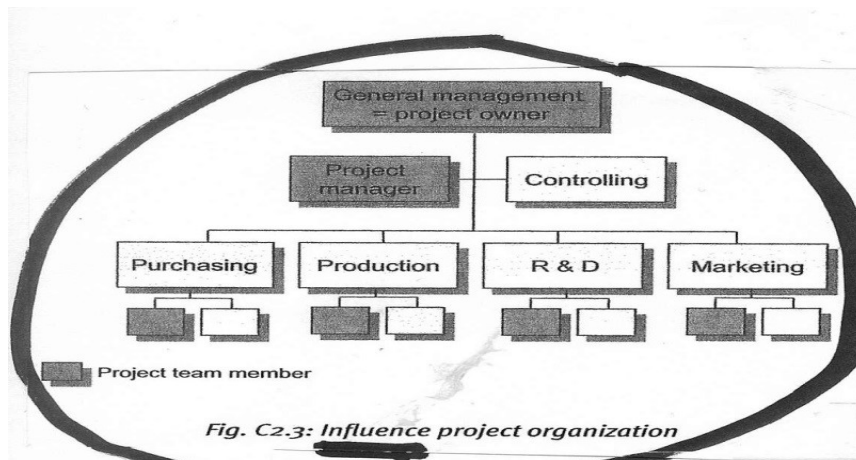 General management
= project owner
Project
manager
Controlling
Purchasing
Production
R & D
Marketing
Project team member
Fig. C2.3: Influence project organization